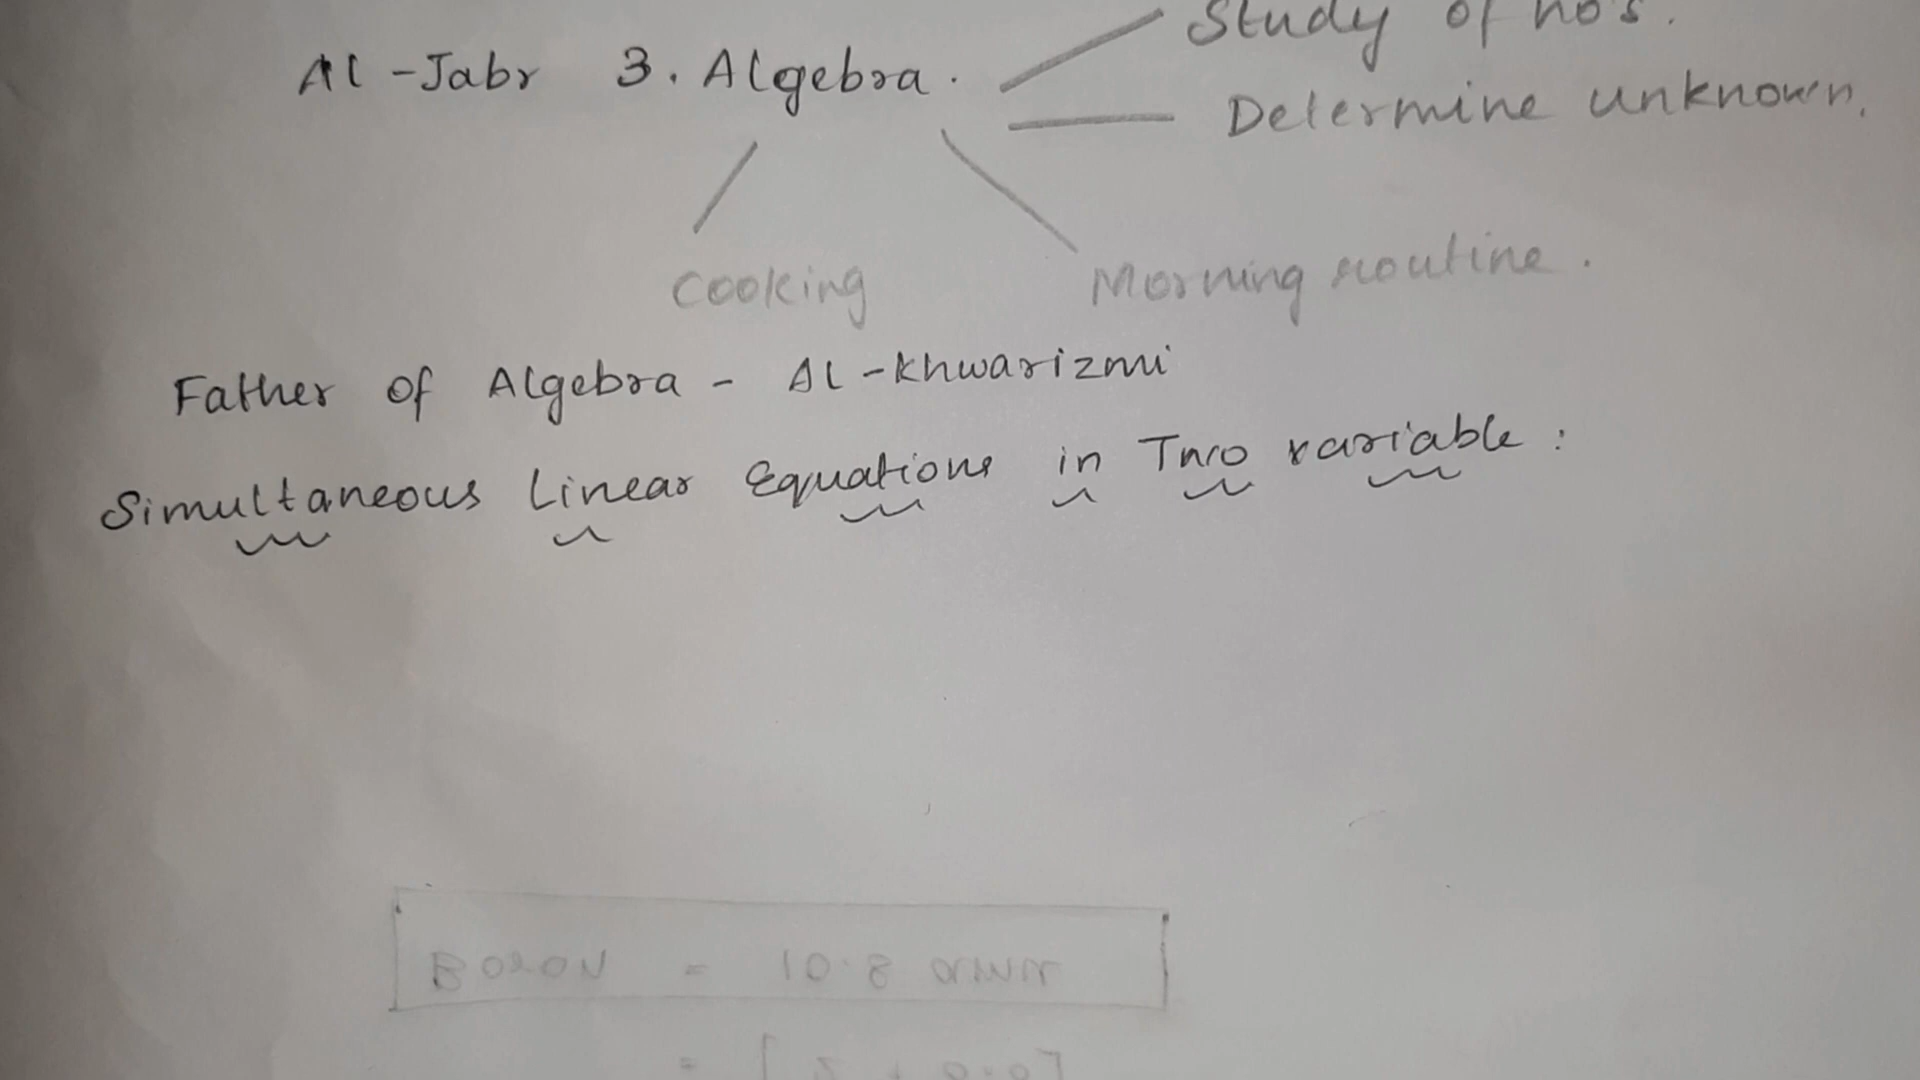 Study of no's.
Al-Jabr 3. Algebra.
Determine unknown.
Cooking
Morning routine.
Father of Algebra - Al-Khwarizmi
Simultaneous Linear Equations in Two variable: